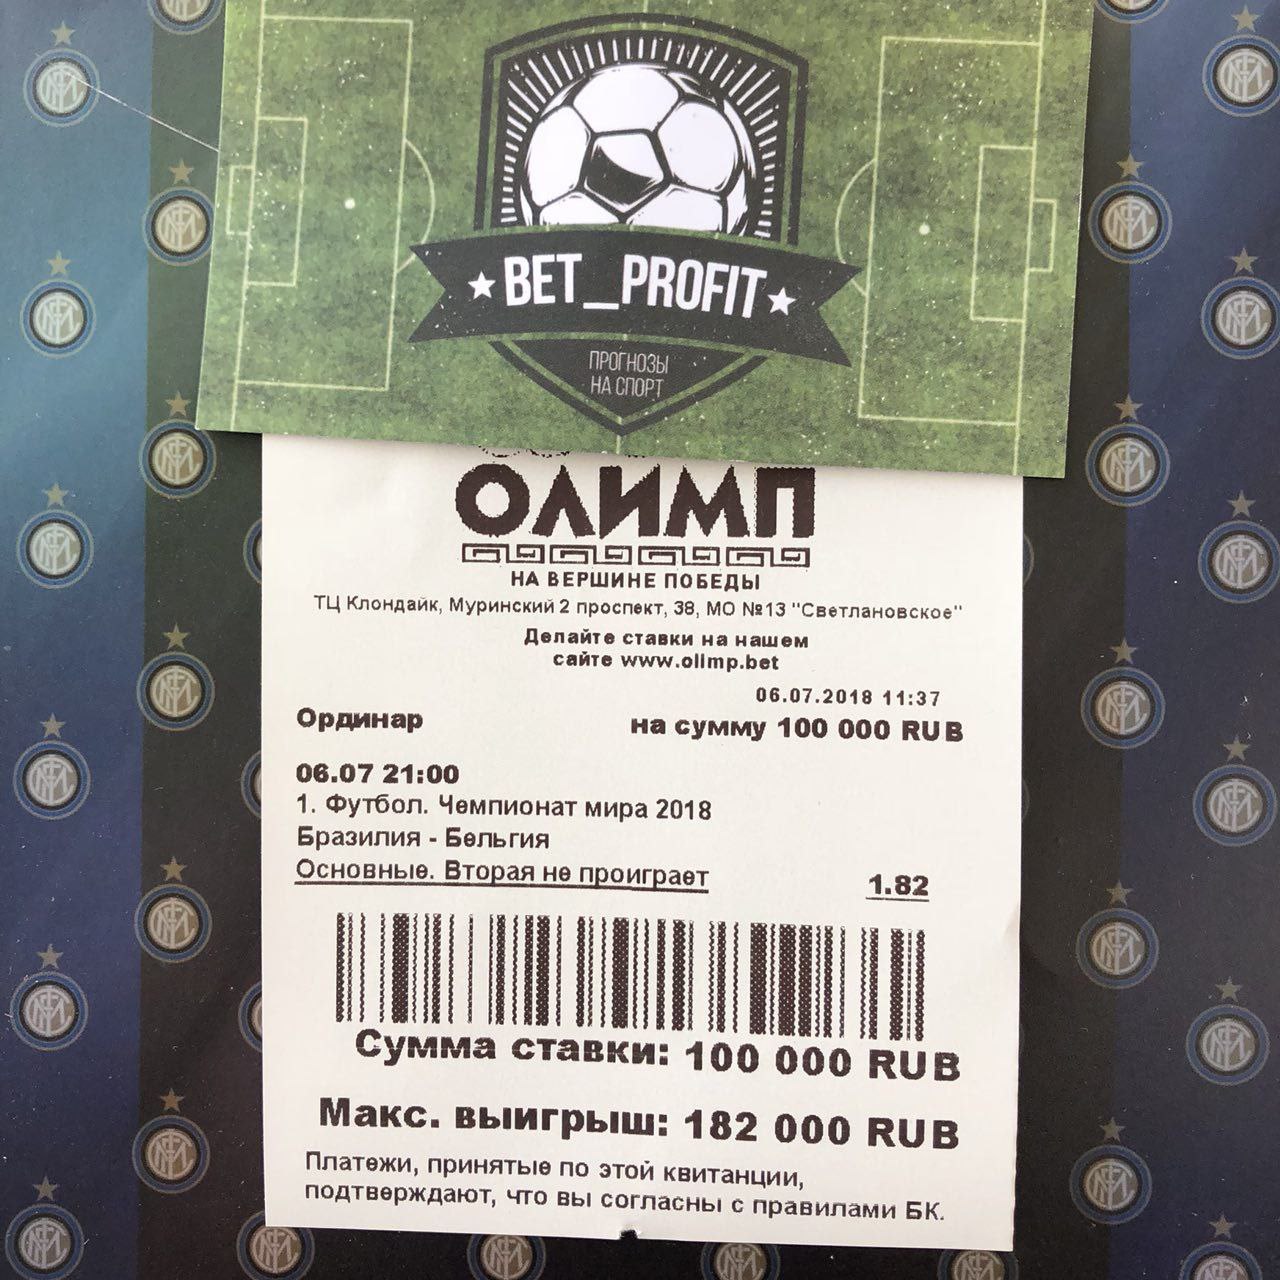 BET_PROFIT
ПРОГНОЗЫ
НА СПОРТ
ОЛИМП
НА ВЕРШИНЕ ПОБЕДЫ
ТЦ Клондайк, Муринский 2 проспект, 38, МО №13 "Светлановское"
Делайте ставки на нашем
сайте www.olimp.bet
06.07.2018 11:37
Ординар на сумму 100 000 RUB
06.07 21:00
1. Футбол. Чемпионат мира 2018
Бразилия - Бельгия
Основные. Вторая не проиграет 1.82
Сумма ставки: 100 000 RUB
Макс. выигрыш: 182 000 RUB
Платежи, принятые по этой квитанции,
подтверждают, что вы согласны с правилами БК.